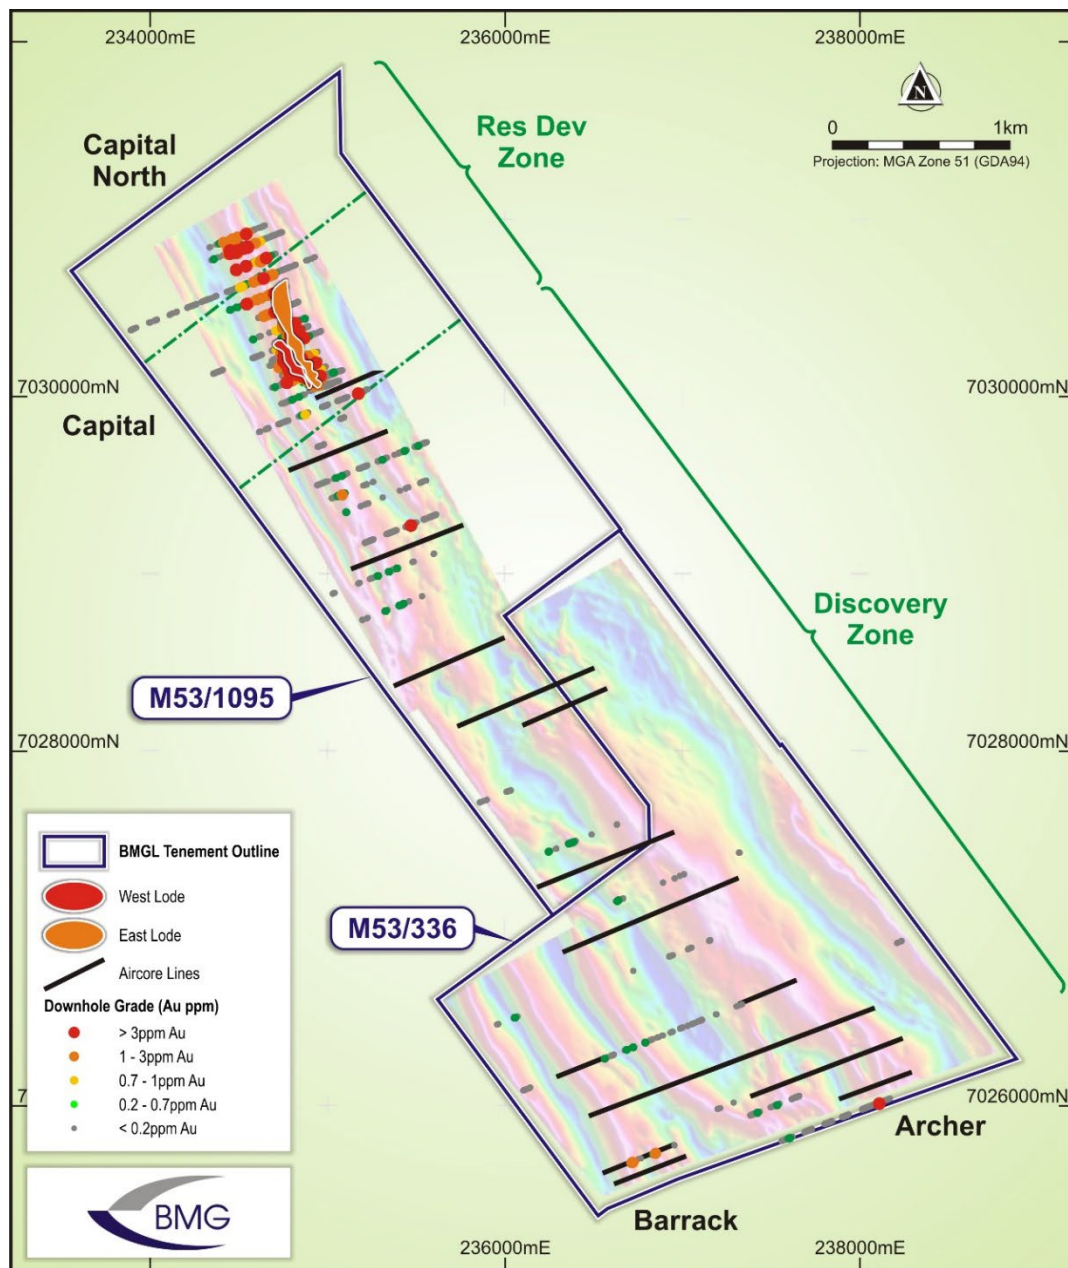 234000mE
236000mE
238000mE
Capital
North
Res Dev
Zone
N
0
1km
Projection: MGA Zone 51 (GDA94)
7030000mN
7030000mN
Capital
Discovery
Zone
M53/1095
7028000mN
7028000mN
BMGL Tenement Outline
West Lode
East Lode
Aircore Lines
Downhole Grade (Au ppm)
> 3ppm Au
1 - 3ppm Au
0.7 - 1ppm Au
0.2 - 0.7ppm Au
< 0.2ppm Au
M53/336
7
7026000mN
Archer
Barrack
BMG
236000mE
238000mE